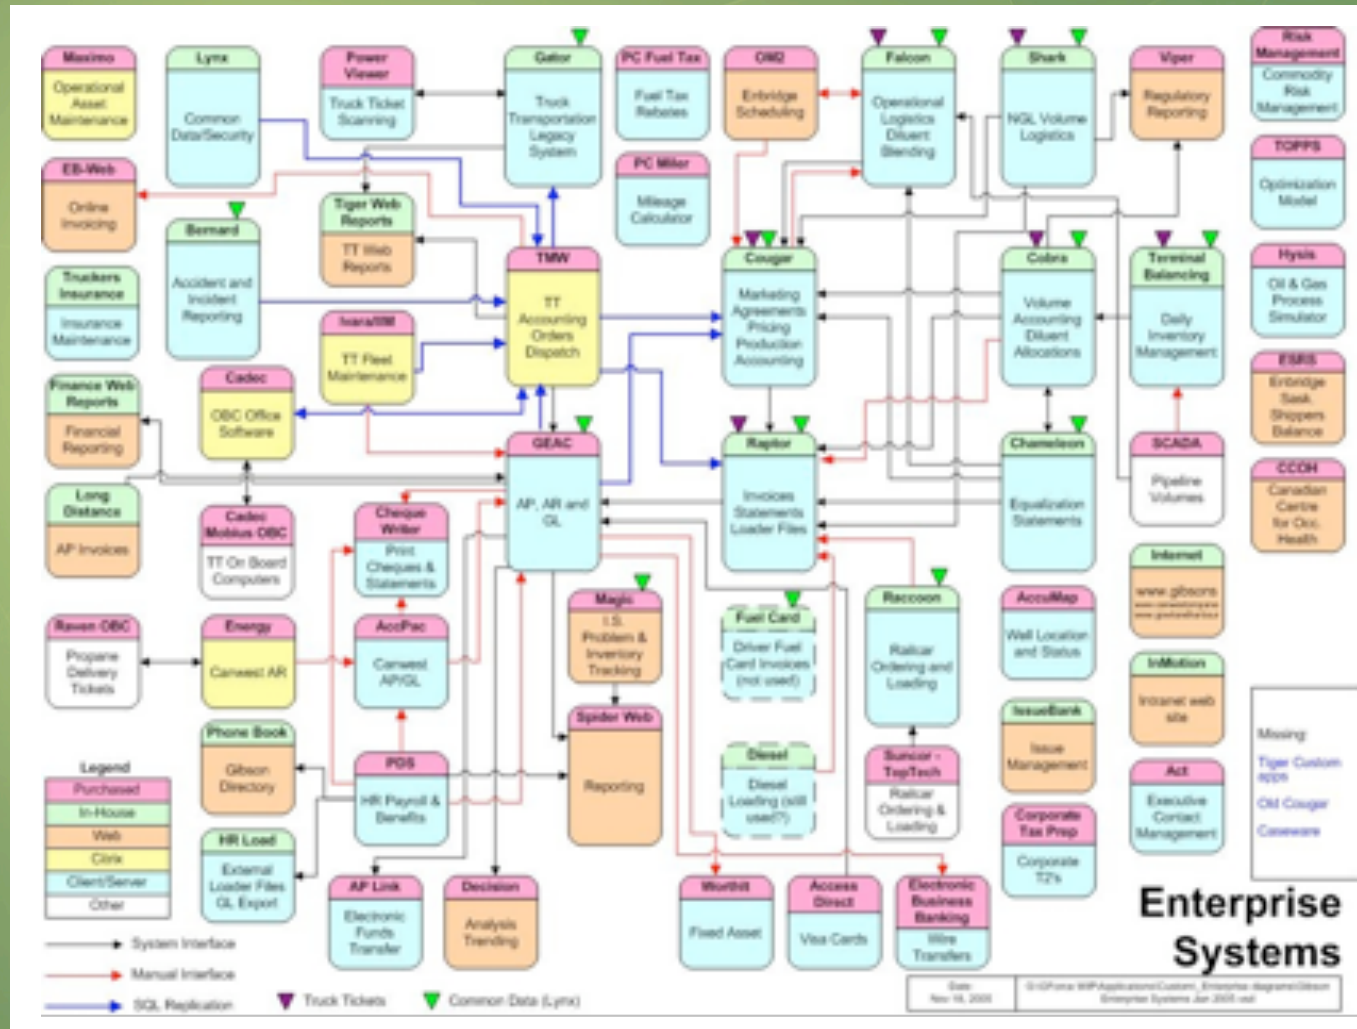 Maximo
Operational
Asset
Maintenance
Lynx
Common
Data/Security
Power
Viewer
Truck Ticket
Scanning
Gator
Truck
Transportation
Legacy
System
PC Fuel Tax
Fuel Tax
Rebates
OM2
Enbridge
Scheduling
Falcon
Operational
Logistics
Diluent
Blending
Shark
NGL Volume
Logistics
Viper
Regulatory
Reporting
Risk
Management
Commodity
Risk
Management
EB-Web
Online
Invoicing
PC Miler
Mileage
Calculator
TOPPS
Optimization
Model
Bernard
Accident and
Incident
Reporting
Tiger Web
Reports
TT Web
Reports
TMW
TT
Accounting
Orders
Dispatch
Cougar
Marketing
Agreements
Pricing
Production
Accounting
Cobra
Volume
Accounting
Diluent
Allocations
Terminal
Balancing
Daily
Inventory
Management
Hysis
Oil & Gas
Process
Simulator
Truckers
Insurance
Insurance
Maintenance
TT Fleet
Maintenance
Finance Web
Reports
Financial
Reporting
Cadec
OBC Office
Software
ESRS
Enbridge
Sask
Shippers
Balance
GEAC
AP, AR and
GL
Raptor
Invoices
Statements
Loader Files
Chameleon
Equalization
Statements
SCADA
Pipeline
Volumes
CCOH
Canadian
Centre
for Occ.
Health
Long
Distance
AP Invoices
Cadec
Mobius OBC
TT On Board
Computers
Cheque
Writer
Print
Cheques &
Statements
Internet
www.gibsons
Raven OBC
Propane
Delivery
Tickets
Energy
Canwest AR
AccPac
Canwest
AP/GL
Magic
I.S.
Problem &
Inventory
Tracking
Fuel Card
Driver Fuel
Card Invoices
(not used)
Raccoon
Railcar
Ordering and
Loading
AccuMap
Well Location
and Status
InMotion
Intranet web
site
Phone Book
Gibson
Directory
PDS
HR Payroll &
Benefits
Spider Web
Reporting
Diesel
Diesel
Loading (still
used?)
Suncor -
TopTech
Railcar
Ordering &
Loading
IssueBank
Issue
Management
Act
Executive
Contact
Management
Missing:
Tiger Custom
apps
Old Cougar
Caseware
HR Load
External
Loader Files
GL Export
AP Link
Electronic
Funds
Transfer
Decision
Analysis
Trending
Fixed Asset
Access
Direct
Visa Cards
Electronic
Business
Banking
Wire
Transfers
Corporate
Tax Prep
Corporate
T2's
Legend
Purchased
In-House
Web
Citrix
Client/Server
Other
System Interface
Manual Interface
SQL Replication
Truck Tickets
Common Data (Lynx)
Enterprise
Systems
Date:
Enterprise Systems Jan 2005